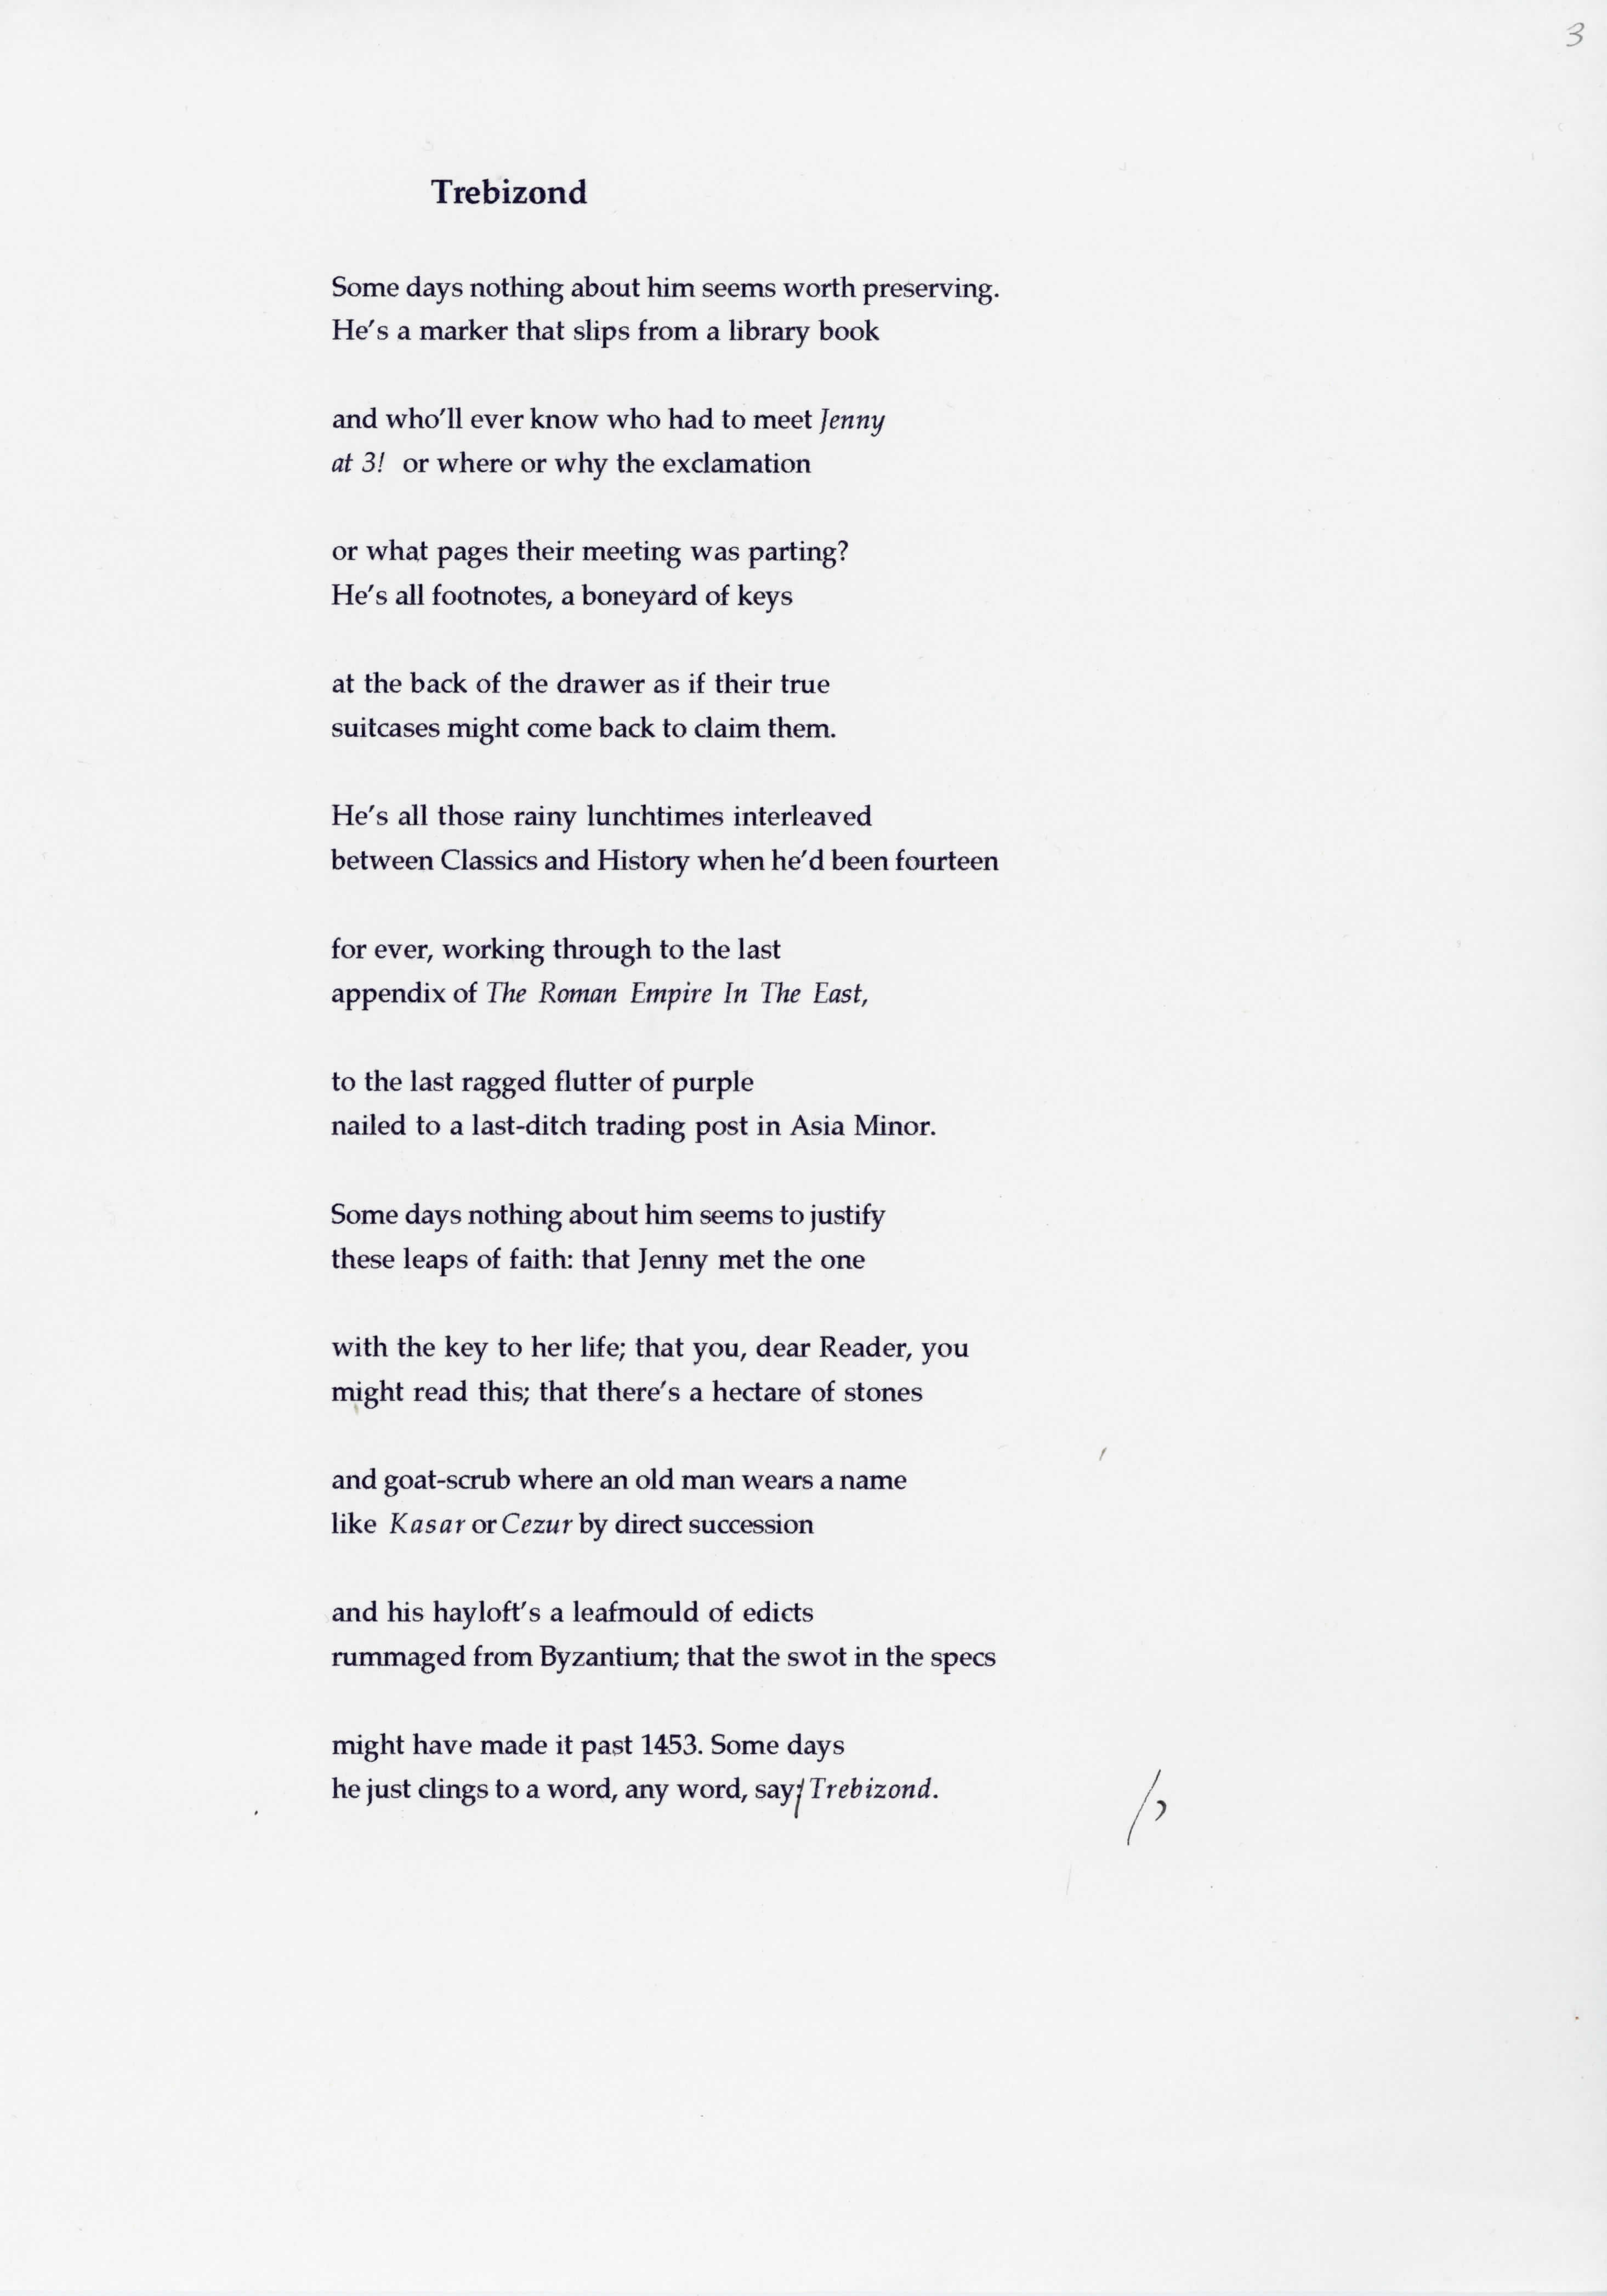 3
Trebizond
Some days nothing about him seems worth preserving.
He's a marker that slips from a library book
and who'll ever know who had to meet Jenny
at 3! or where or why the exclamation
or what pages their meeting was parting?
He's all footnotes, a boneyard of keys
at the back of the drawer as if their true
suitcases might come back to claim them.
He's all those rainy lunchtimes interleaved
between Classics and History when he'd been fourteen
for ever, working through to the last
appendix of The Roman Empire In The East,
to the last ragged flutter of purple
nailed to a last-ditch trading post in Asia Minor.
Some days nothing about him seems to justify
these leaps of faith: that Jenny met the one
with the key to her life; that you, dear Reader, you
might read this; that there's a hectare of stones
and goat-scrub where an old man wears a name
like Kasar or Cezur by direct succession
and his hayloft's a leafmould of edicts
rummaged from Byzantium; that the swot in the specs
might have made it past 1453. Some days
he just clings to a word, any word, say, Trebizond.
/,